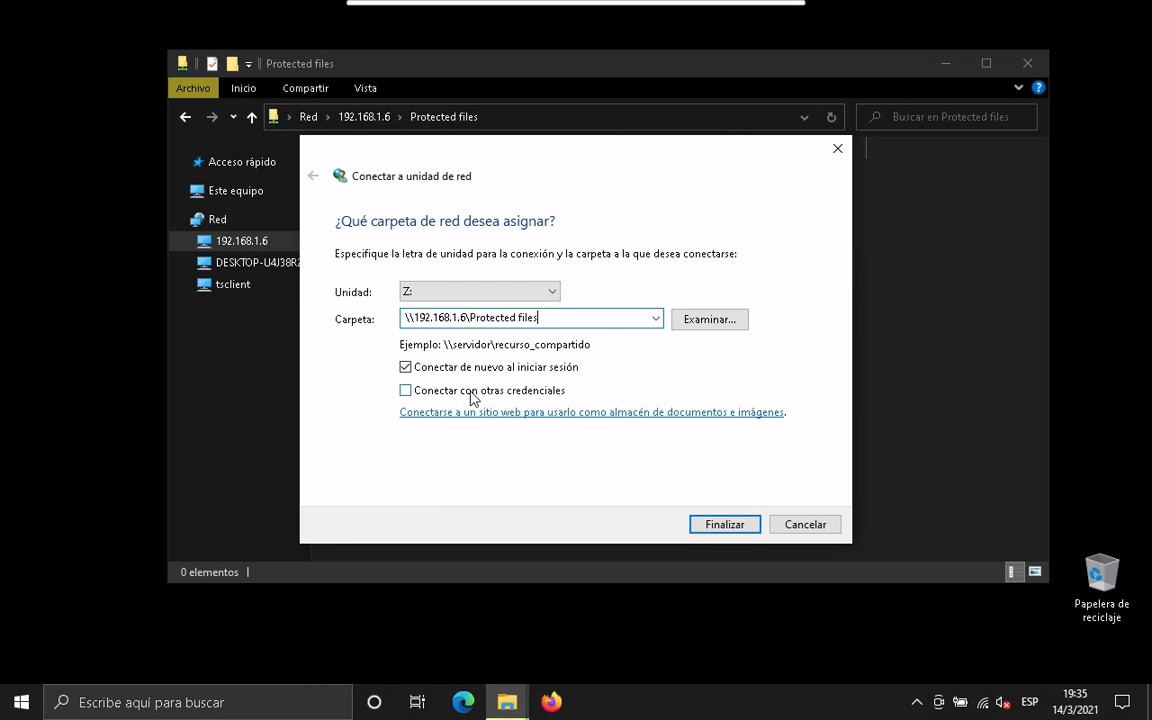 Protected files
Archivo Inicio Compartir Vista
Red 192.168.1.6 Protected files
Buscar en Protected files
Acceso rápido
Este equipo
Red
192.168.1.6
DESKTOP-U4J38R2
tsclient
Conectar a unidad de red
¿Qué carpeta de red desea asignar?
Especifique la letra de unidad para la conexión y la carpeta a la que desea conectarse:
Unidad: Z:
Carpeta: \\192.168.1.6\Protected files Examinar...
Ejemplo: \\servidor\recurso_compartido
Conectar de nuevo al iniciar sesión
Conectar con otras credenciales
Conectarse a un sitio web para usarlo como almacén de documentos e imágenes.
Finalizar Cancelar
0 elementos
Papelera de
reciclaje
Escribe aquí para buscar
ESP
19:35
14/3/2021